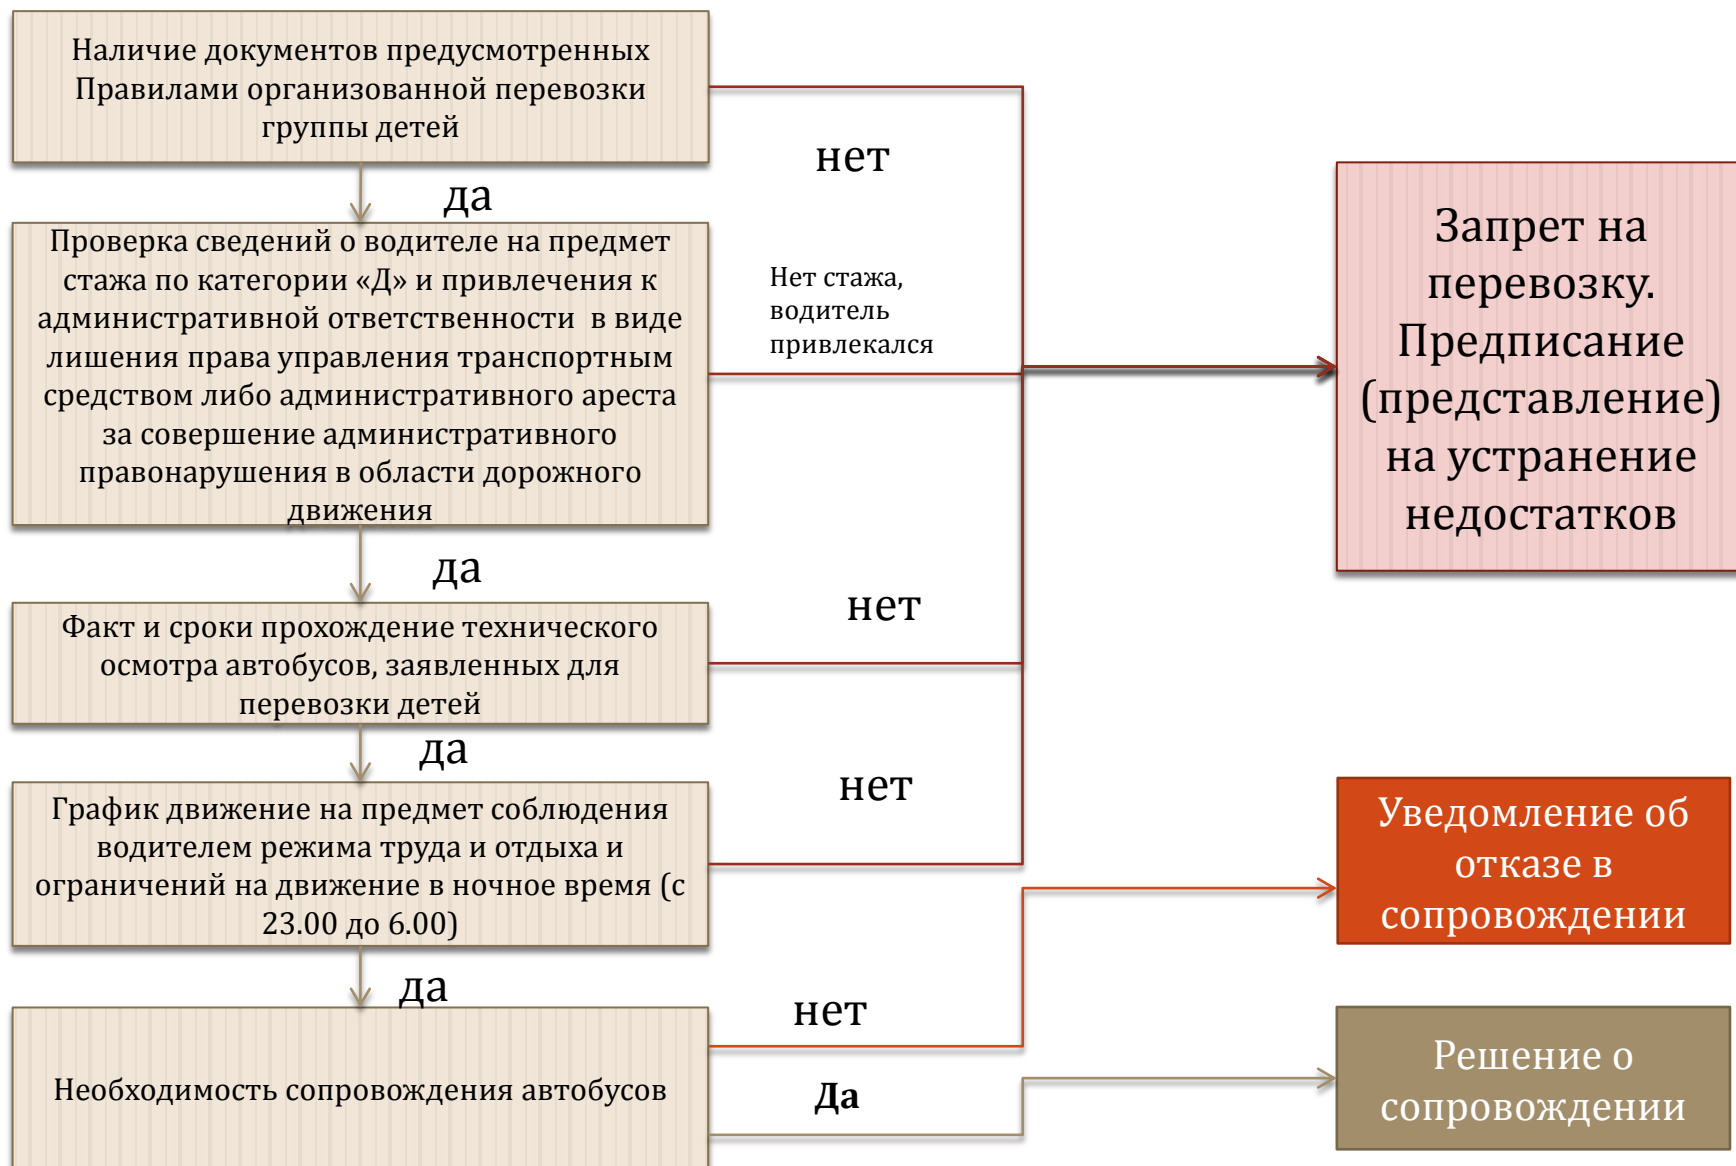 Наличие документов предусмотренных
Правилами организованной перевозки
группы детей
нет
да
Проверка сведений о водителе на предмет
стажа по категории «Д» и привлечения к
административной ответственности в виде
лишения права управления транспортным
средством либо административного ареста
за совершение административного
правонарушения в области дорожного
движения
Нет стажа,
водитель
привлекался
Запрет на
перевозку.
Предписание
(представление)
на устранение
недостатков
да
нет
Факт и сроки прохождение технического
осмотра автобусов, заявленных для
перевозки детей
да
нет
График движение на предмет соблюдения
водителем режима труда и отдыха и
ограничений на движение в ночное время (с
23.00 до 6.00)
Уведомление об
отказе в
сопровождении
да
нет
Необходимость сопровождения автобусов
Да
Решение о
сопровождении